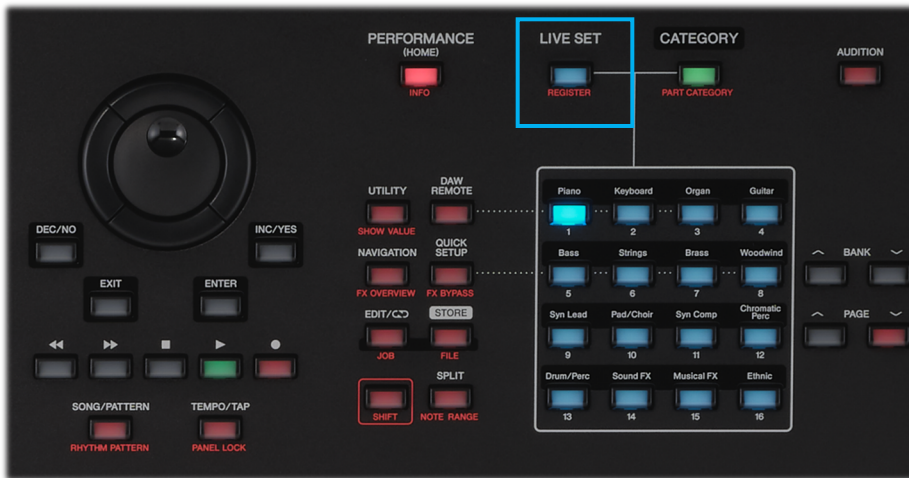 PERFORMANCE
(HOME)
INFO
LIVE SET
REGISTER
CATEGORY
PART CATEGORY
AUDITION
DEC/NO
INC/YES
EXIT
ENTER
SONG/PATTERN
RHYTHM PATTERN
TEMPO/TAP
PANEL LOCK
UTILITY
SHOW VALUE
DAW
REMOTE
NAVIGATION
FX OVERVIEW
QUICK
SETUP
FX BYPASS
EDIT/
JOB
STORE
FILE
SHIFT
SPLIT
NOTE RANGE
Piano Keyboard Organ Guitar
1 2 3 4
Bass Strings Brass Woodwind
5 6 7 8
Syn Lead Pad/Choir Syn Comp Chromatic
Perc
9 10 11 12
Drum/Perc Sound FX Musical FX Ethnic
13 14 15 16
BANK
PAGE